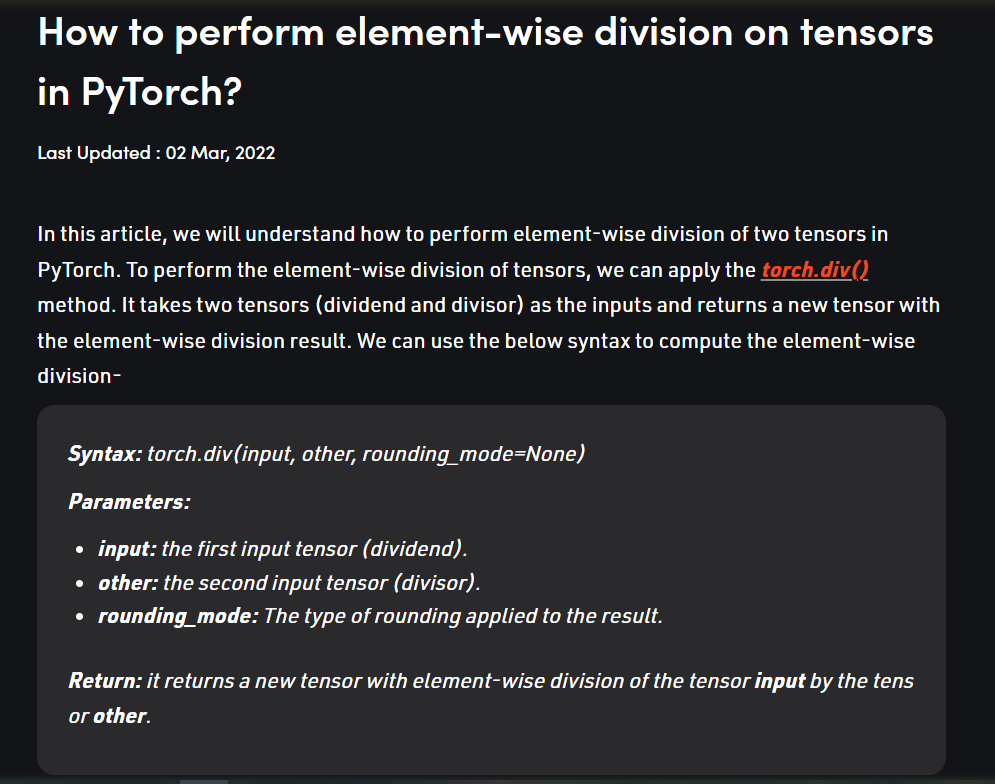 How to perform element-wise division on tensors
in PyTorch?
Last Updated : 02 Mar, 2022
In this article, we will understand how to perform element-wise division of two tensors in
PyTorch. To perform the element-wise division of tensors, we can apply the torch.div()
method. It takes two tensors (dividend and divisor) as the inputs and returns a new tensor with
the element-wise division result. We can use the below syntax to compute the element-wise
division-
Syntax: torch.div(input, other, rounding_mode=None)
Parameters:
• input: the first input tensor (dividend).
• other: the second input tensor (divisor).
• rounding_mode: The type of rounding applied to the result.
Return: it returns a new tensor with element-wise division of the tensor input by the tens
or other.